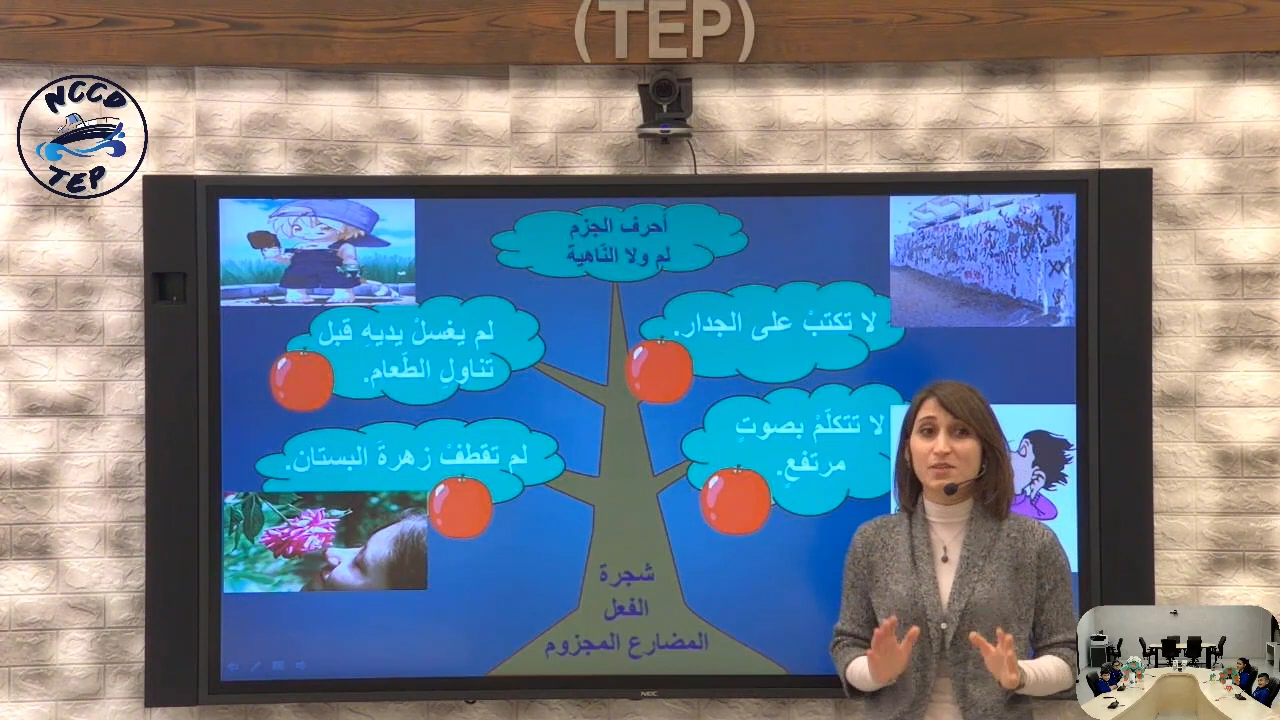 (TEP)
NCCD
TEP
أحرف الجزم
لم ولا النّاهية
لا تكتبْ على الجدار.
لم يغسلْ يديهِ قبل
تناول الطّعام.
لا تتكلّمْ بصوتٍ
مرتفعٍ.
لم تقطفْ زهرةَ البستان.
شجرة
الفعل
المضارع المجزوم
NEC